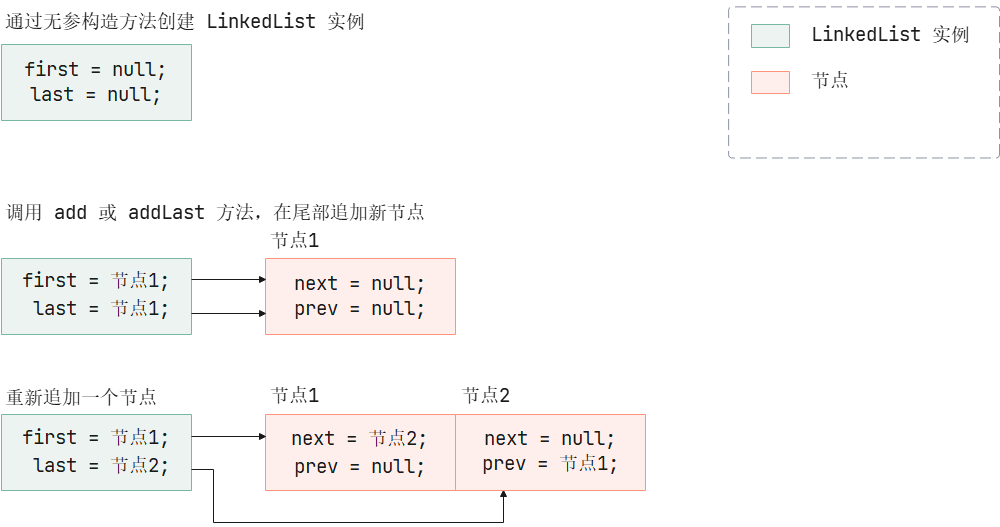 通过无参构造方法创建 LinkedList 实例
first = null;
last = null;
LinkedList 实例
节点
调用 add 或 addLast 方法，在尾部追加新节点
节点1
first = 节点1;
last = 节点1;
next = null;
prev = null;
重新追加一个节点
节点1
节点2
first = 节点1;
last = 节点2;
next = 节点2;
prev = null;
next = null;
prev = 节点1;